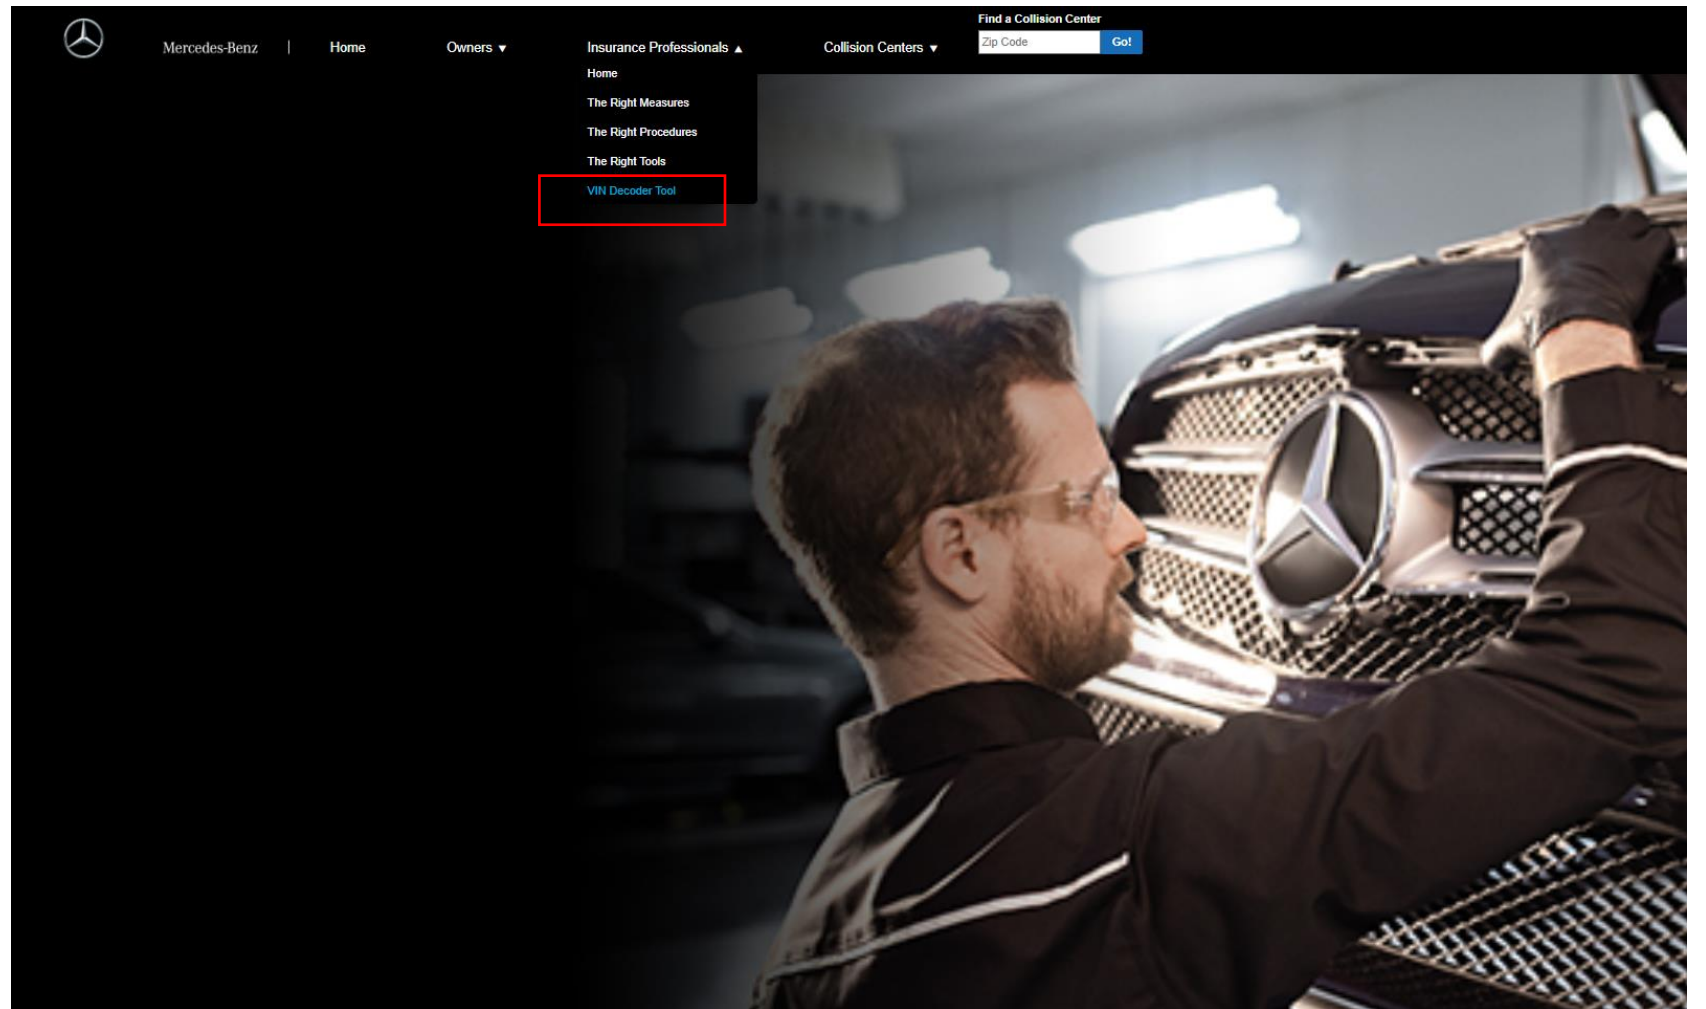 Find a Collision Center
Mercedes-Benz | Home Owners ▼ Insurance Professionals ▲ Collision Centers ▼ Zip Code Go!
Home
The Right Measures
The Right Procedures
The Right Tools
VIN Decoder Tool